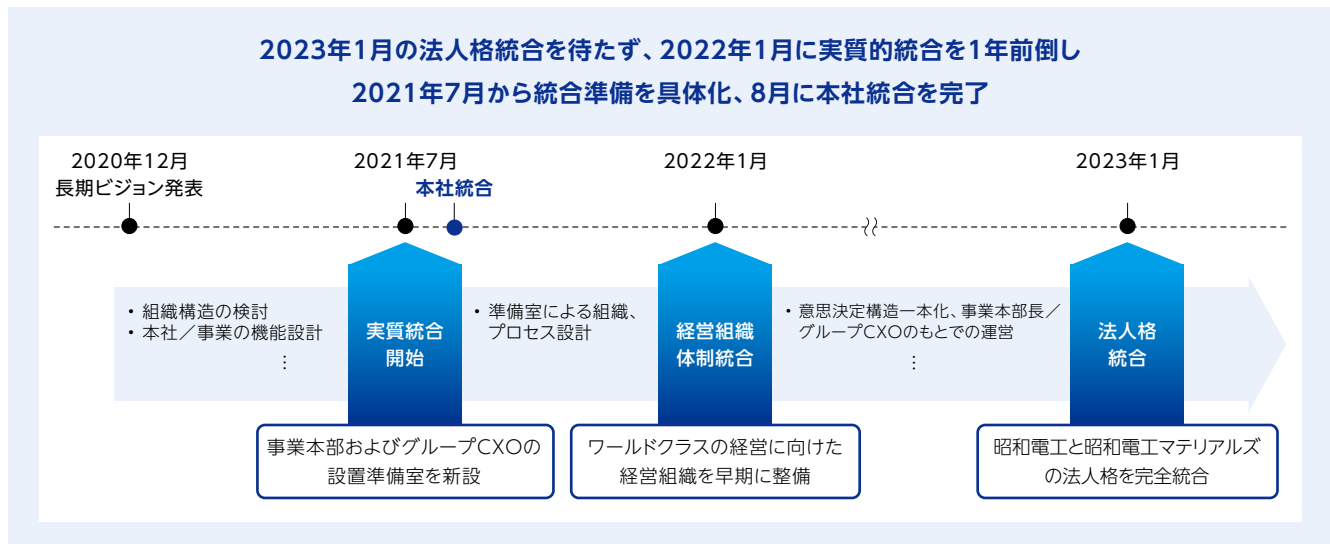 2023年1月の法人格統合を待たず、2022年1月に実質的統合を1年前倒し
2021年7月から統合準備を具体化、8月に本社統合を完了
2020年12月
長期ビジョン発表
2021年7月
本社統合
2022年1月
2023年1月
・組織構造の検討
・本社／事業の機能設計
⋮
実質統合
開始
・準備室による組織、
プロセス設計
経営組織
体制統合
・意思決定構造一本化、事業本部長／
グループCXOのもとでの運営
⋮
法人格
統合
事業本部およびグループCXOの
設置準備室を新設
ワールドクラスの経営に向けた
経営組織を早期に整備
昭和電工と昭和電工マテリアルズ
の法人格を完全統合